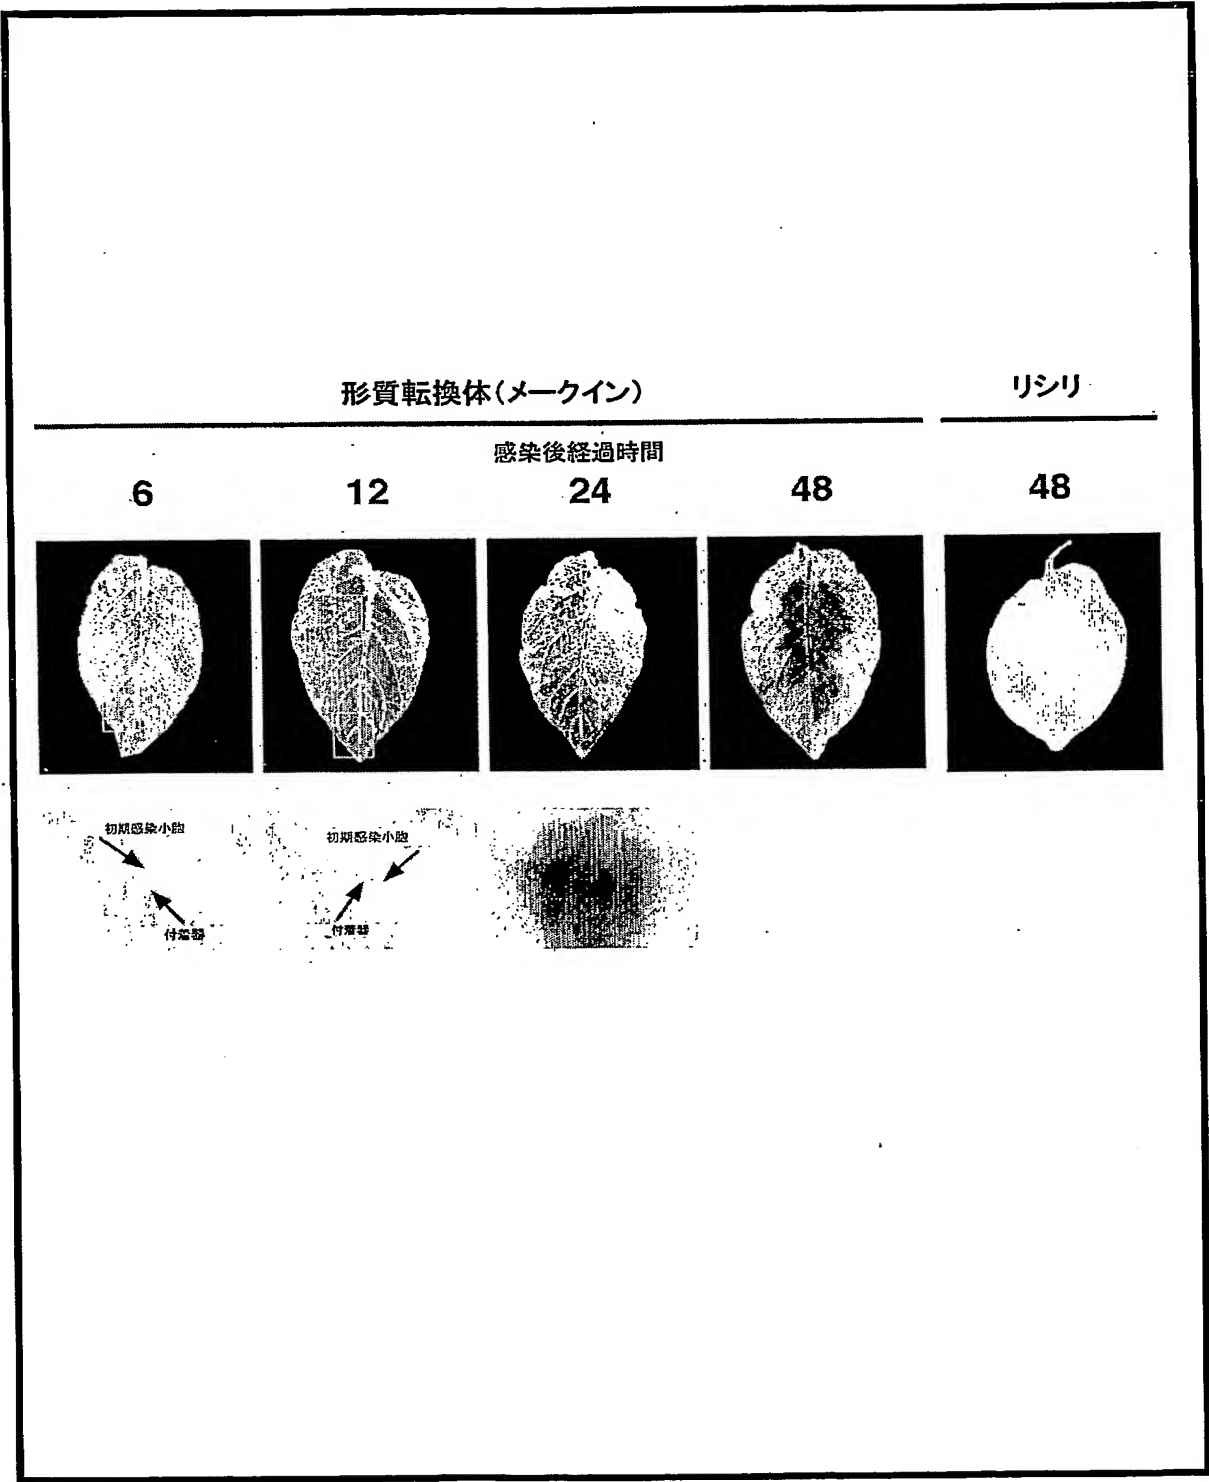 形質転換体(メークイン)
リシリ
感染後経過時間
6
12
24
48
48
初期感染小胞
付着器
初期感染小胞
付着器